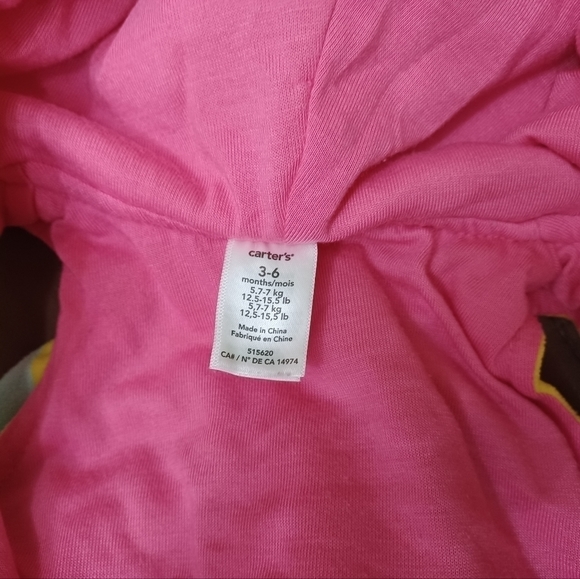 carter's®
3-6
months/mois
5.7-7 kg
12.5-15.5 lb
5,7-7 kg
12,5-15,5 lb
Made in China
Fabriqué en Chine
515620
CA# / N° DE CA 14974